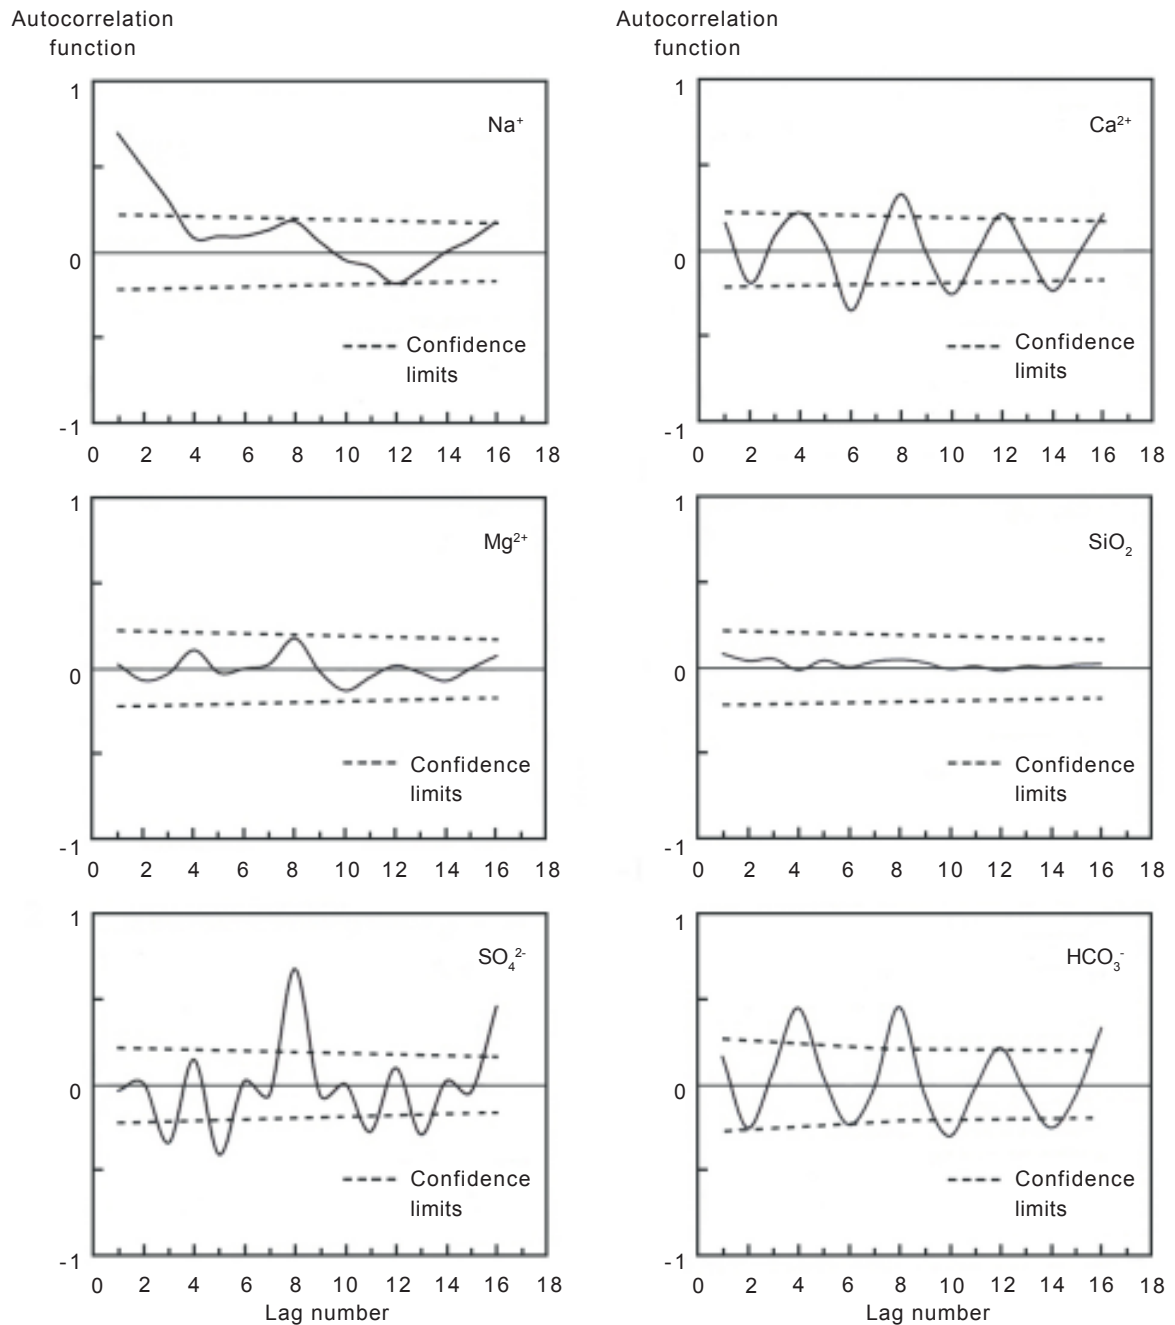 Autocorrelation
function
Autocorrelation
function
1
Na⁺
0
Confidence
limits
-1
0 2 4 6 8 10 12 14 16 18
1
Ca²⁺
0
Confidence
limits
-1
0 2 4 6 8 10 12 14 16 18
1
Mg²⁺
0
Confidence
limits
-1
0 2 4 6 8 10 12 14 16 18
1
SiO₂
0
Confidence
limits
-1
0 2 4 6 8 10 12 14 16 18
1
SO₄²⁻
0
Confidence
limits
-1
0 2 4 6 8 10 12 14 16 18
Lag number
1
HCO₃⁻
0
Confidence
limits
-1
0 2 4 6 8 10 12 14 16 18
Lag number